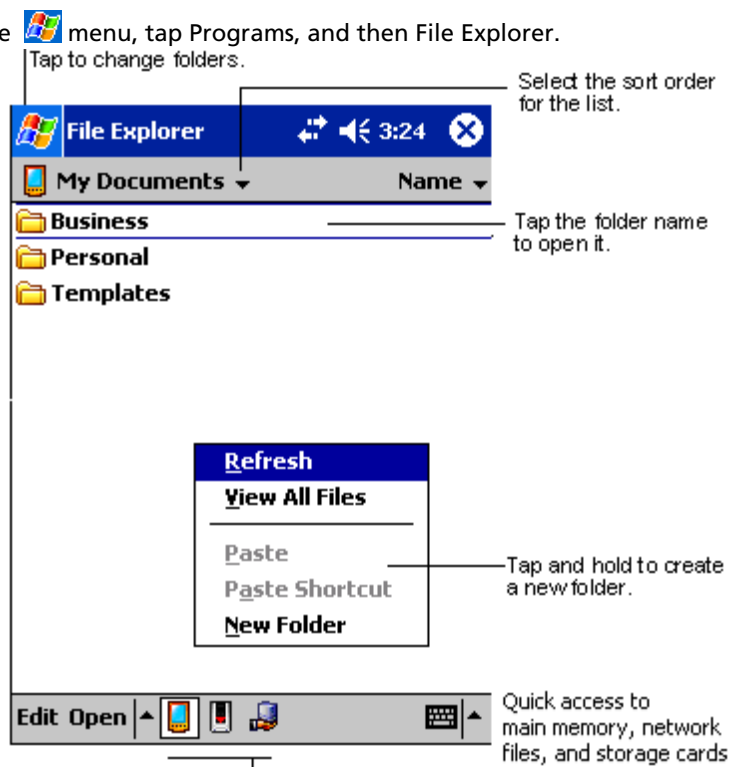 e menu, tap Programs, and then File Explorer.
Tap to change folders.
Select the sort order
for the list.
File Explorer 3:24
My Documents Name
Business
Tap the folder name
to open it.
Personal
Templates
Refresh
View All Files
Paste
Paste Shortcut
New Folder
Tap and hold to create
a new folder.
Edit Open
Quick access to
main memory, network
files, and storage cards